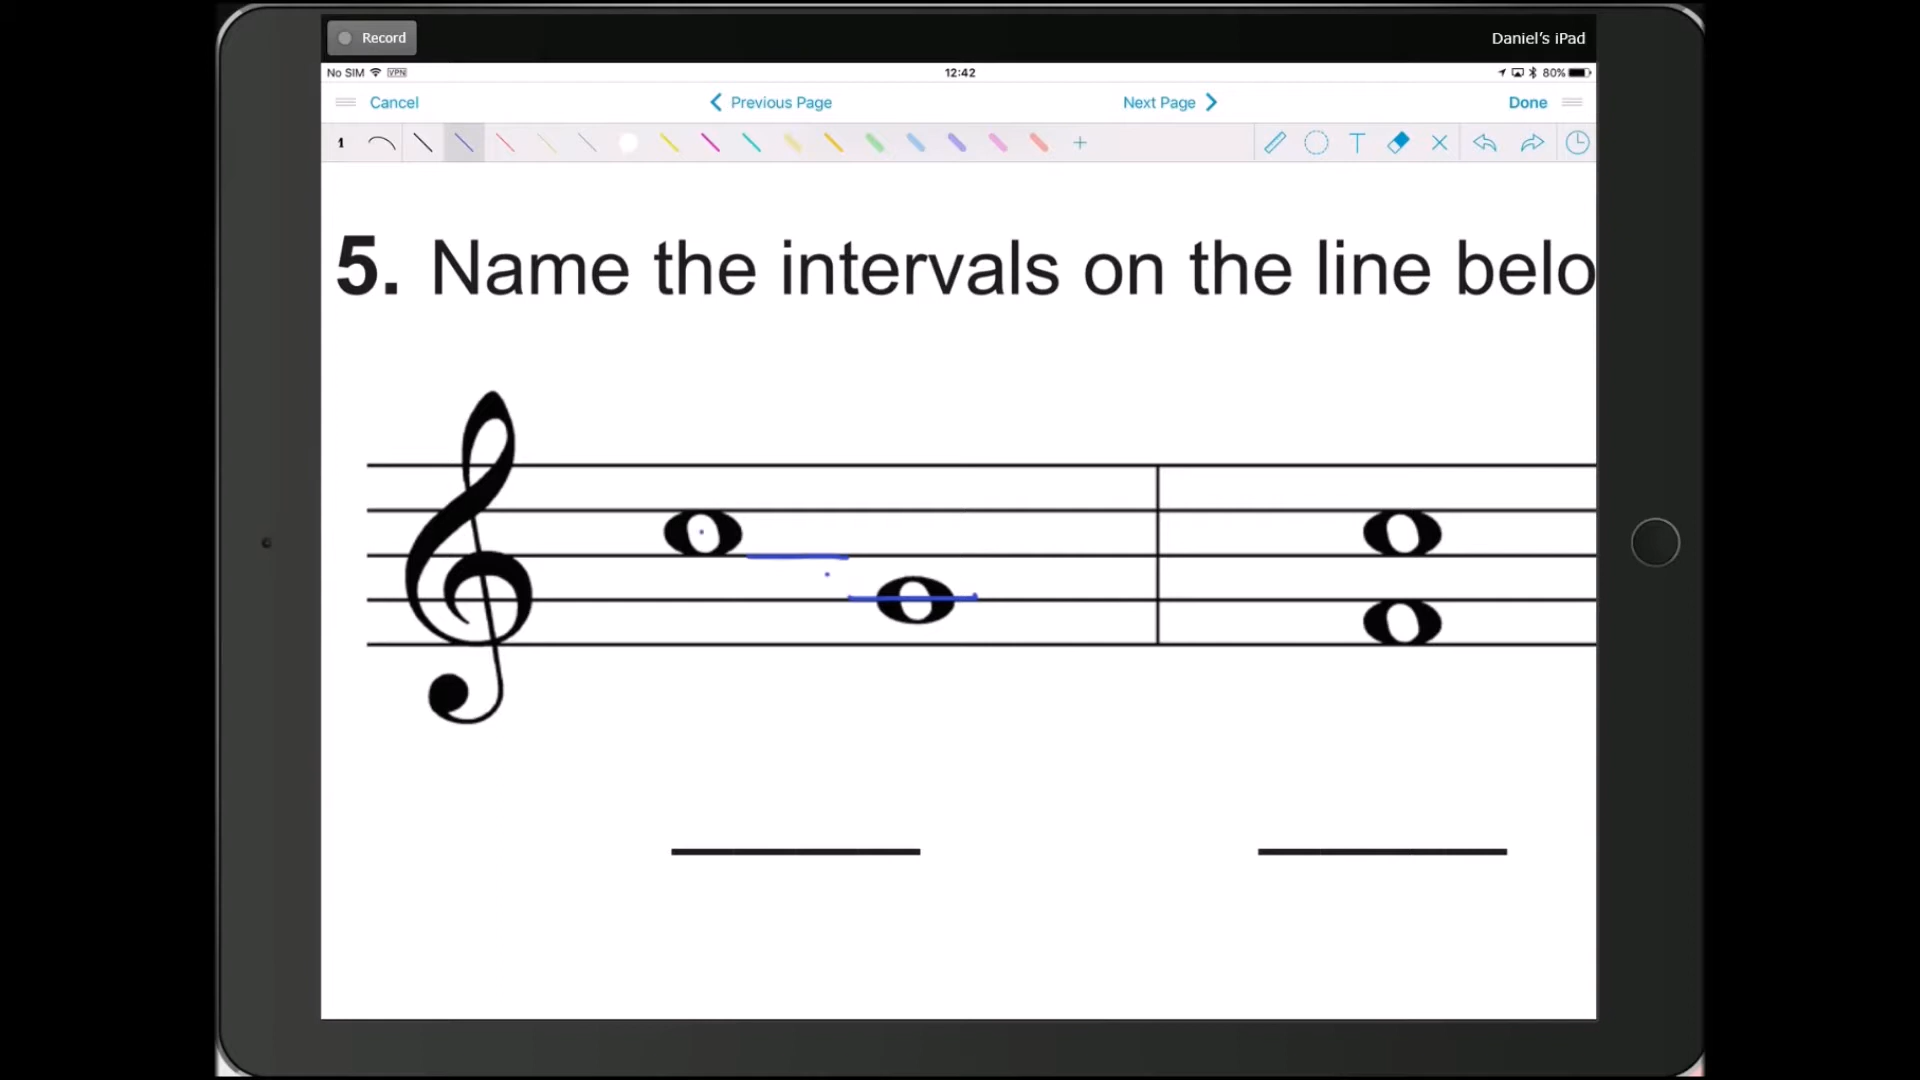 Record
Daniel's iPad
No SIM VPN 12:42 80%
Cancel Previous Page Next Page Done
1 T
5. Name the intervals on the line belo